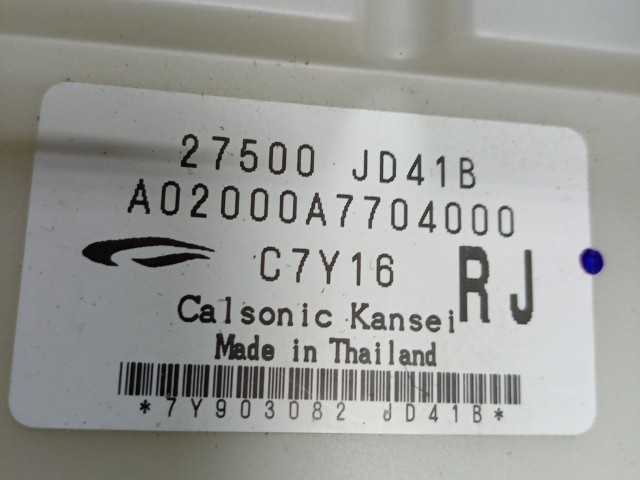 27500 JD41B
A02000A7704000
C7Y16 RJ
Calsonic Kansei
Made in Thailand
*7Y903082 JD41B*